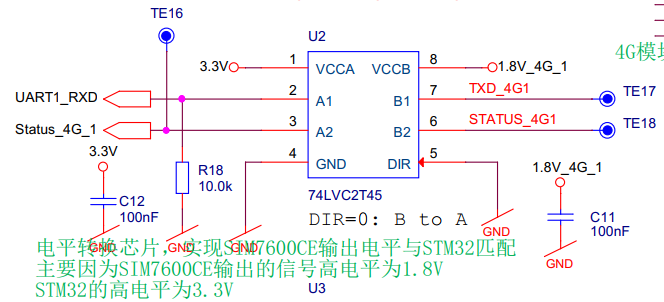 TE16
U2
3.3V
1
VCCA
VCCB
8
1.8V_4G_1
4G模
UART1_RXD
2
A1
B1
7
TXD_4G1
TE17
Status_4G_1
3
A2
B2
6
STATUS_4G1
TE18
3.3V
4
GND
DIR
5
1.8V_4G_1
R18
10.0k
C12
100nF
74LVC2T45
DIR=0: B to A
C11
100nF
GND
GND
GND
GND
GND
电平转换芯片，实现SIM7600CE输出电平与STM32匹配
主要因为SIM7600CE输出的信号高电平为1.8V
STM32的高电平为3.3V
U3